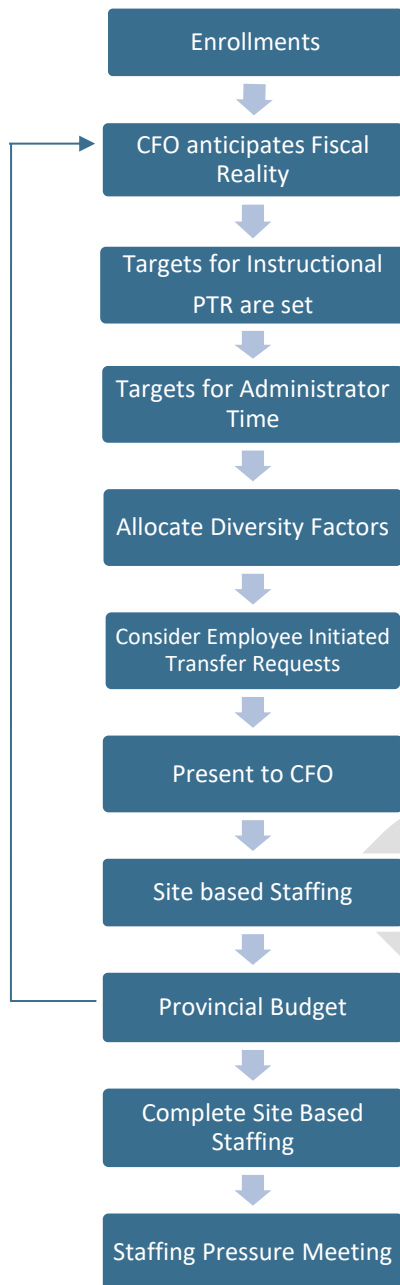 Enrollments
CFO anticipates Fiscal
Reality
Targets for Instructional
PTR are set
Targets for Administrator
Time
Allocate Diversity Factors
Consider Employee Initiated
Transfer Requests
Present to CFO
Site based Staffing
Provincial Budget
Complete Site Based
Staffing
Staffing Pressure Meeting